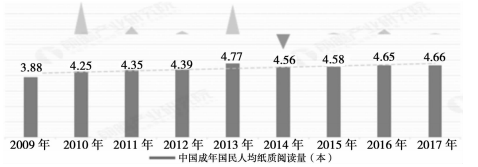 3.88 4.25 4.35 4.39 4.77 4.56 4.58 4.65 4.66
2009 年 2010 年 2011 年 2012 年 2013 年 2014 年 2015 年 2016 年 2017 年
中国成年国民人均纸质阅读量（本）